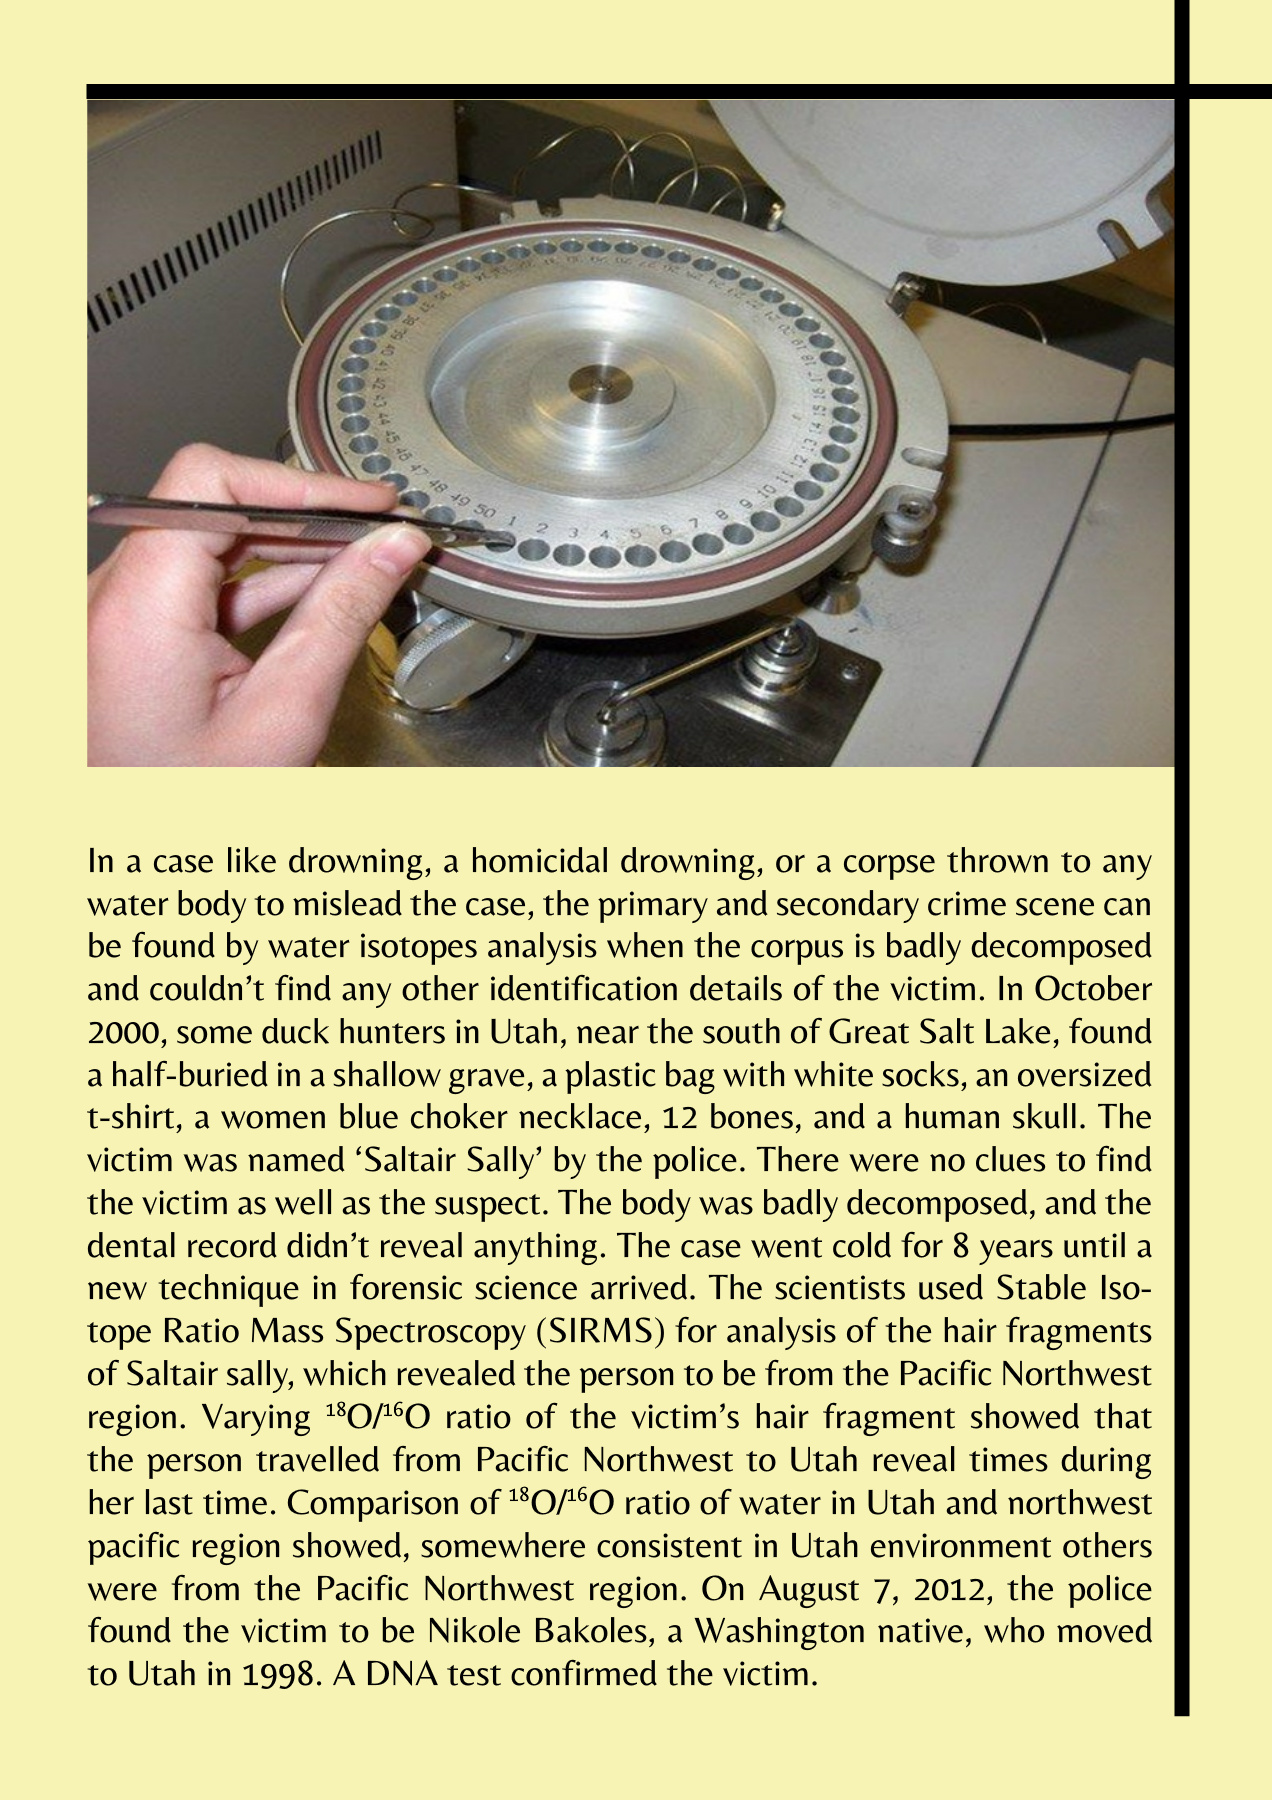 50 1 2 3 4 5 6 7 8 9 10 11 12 13 14 15 16
40 41 42 43 44 45 46 47 48 49
In a case like drowning, a homicidal drowning, or a corpse thrown to any
water body to mislead the case, the primary and secondary crime scene can
be found by water isotopes analysis when the corpus is badly decomposed
and couldn’t find any other identification details of the victim. In October
2000, some duck hunters in Utah, near the south of Great Salt Lake, found
a half-buried in a shallow grave, a plastic bag with white socks, an oversized
t-shirt, a women blue choker necklace, 12 bones, and a human skull. The
victim was named ‘Saltair Sally’ by the police. There were no clues to find
the victim as well as the suspect. The body was badly decomposed, and the
dental record didn’t reveal anything. The case went cold for 8 years until a
new technique in forensic science arrived. The scientists used Stable Iso-
tope Ratio Mass Spectroscopy (SIRMS) for analysis of the hair fragments
of Saltair sally, which revealed the person to be from the Pacific Northwest
region. Varying ¹⁸O/¹⁶O ratio of the victim’s hair fragment showed that
the person travelled from Pacific Northwest to Utah reveal times during
her last time. Comparison of ¹⁸O/¹⁶O ratio of water in Utah and northwest
pacific region showed, somewhere consistent in Utah environment others
were from the Pacific Northwest region. On August 7, 2012, the police
found the victim to be Nikole Bakoles, a Washington native, who moved
to Utah in 1998. A DNA test confirmed the victim.